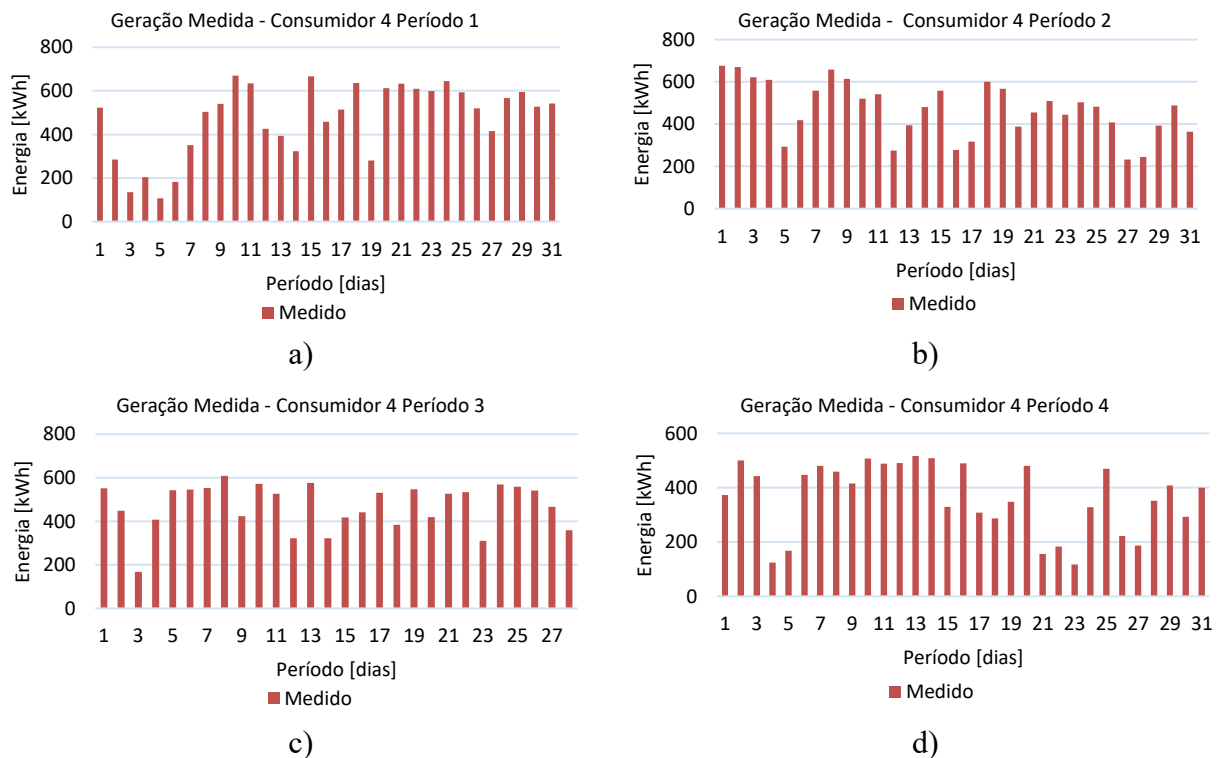 Geração Medida - Consumidor 4 Período 1
Energia [kWh]
800
600
400
200
0
1 3 5 7 9 11 13 15 17 19 21 23 25 27 29 31
Período [dias]
Medido
a)
Geração Medida - Consumidor 4 Período 2
Energia [kWh]
800
600
400
200
0
1 3 5 7 9 11 13 15 17 19 21 23 25 27 29 31
Período [dias]
Medido
b)
Geração Medida - Consumidor 4 Período 3
Energia [kWh]
800
600
400
200
0
1 3 5 7 9 11 13 15 17 19 21 23 25 27
Período [dias]
Medido
c)
Geração Medida - Consumidor 4 Período 4
Energia [kWh]
600
400
200
0
1 3 5 7 9 11 13 15 17 19 21 23 25 27 29 31
Período [dias]
Medido
d)